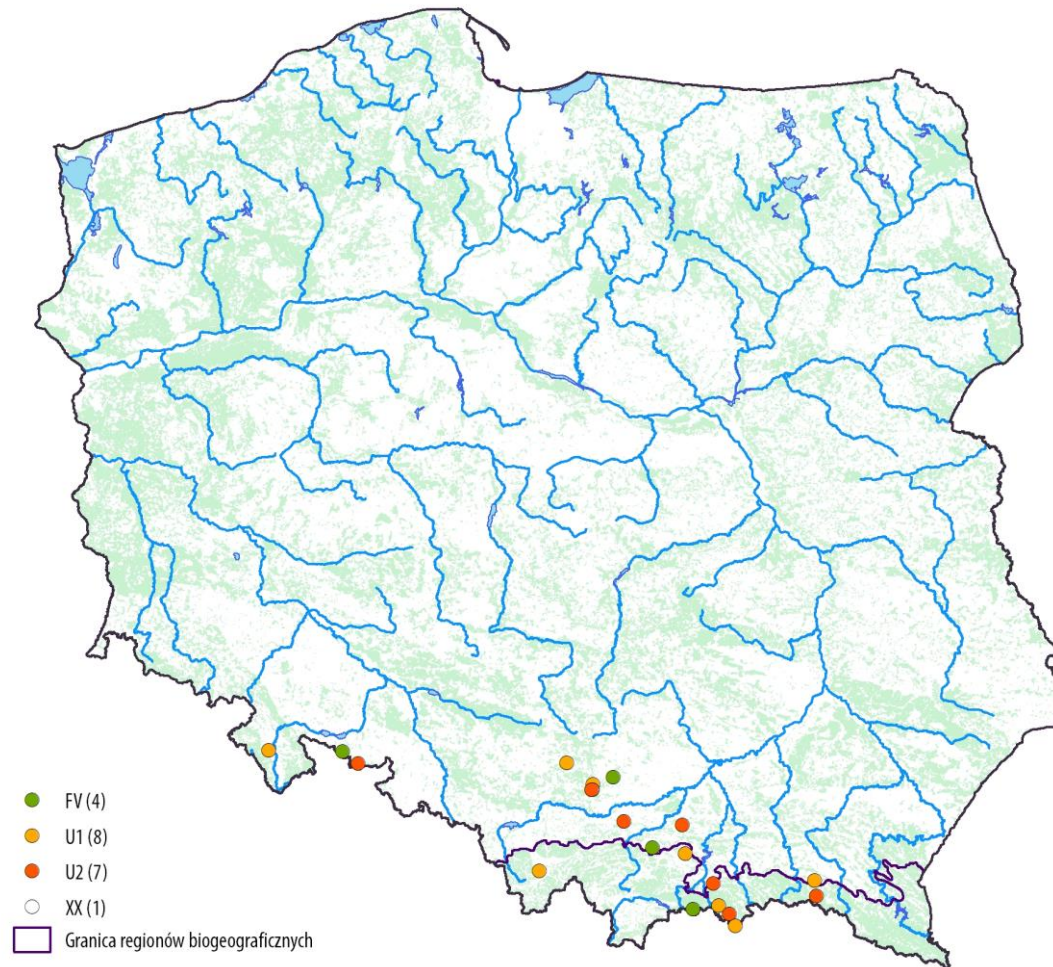 FV (4)
U1 (8)
U2 (7)
XX (1)
Granica regionów biogeograficznych